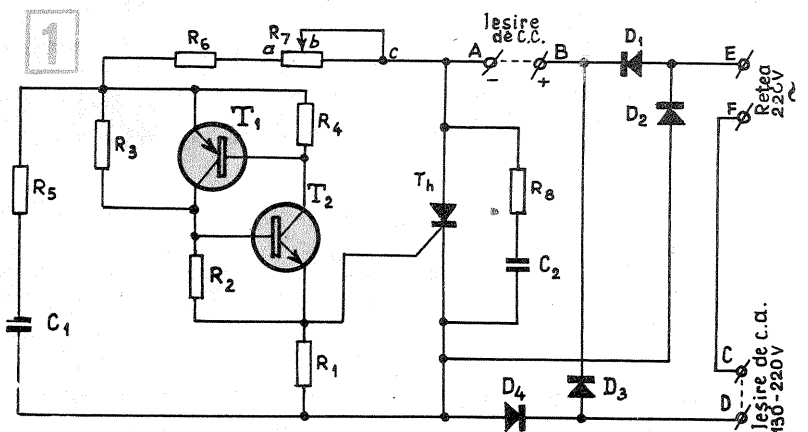 1
R6
R7
a
b
c
Iesire
de C.C.
A
B
-
+
D1
E
F
Retea
220V
~
D2
R3
T1
R4
R5
T2
Th
R8
C2
R2
C1
R1
D4
D3
C
D
Iesire de c.a.
130-220V